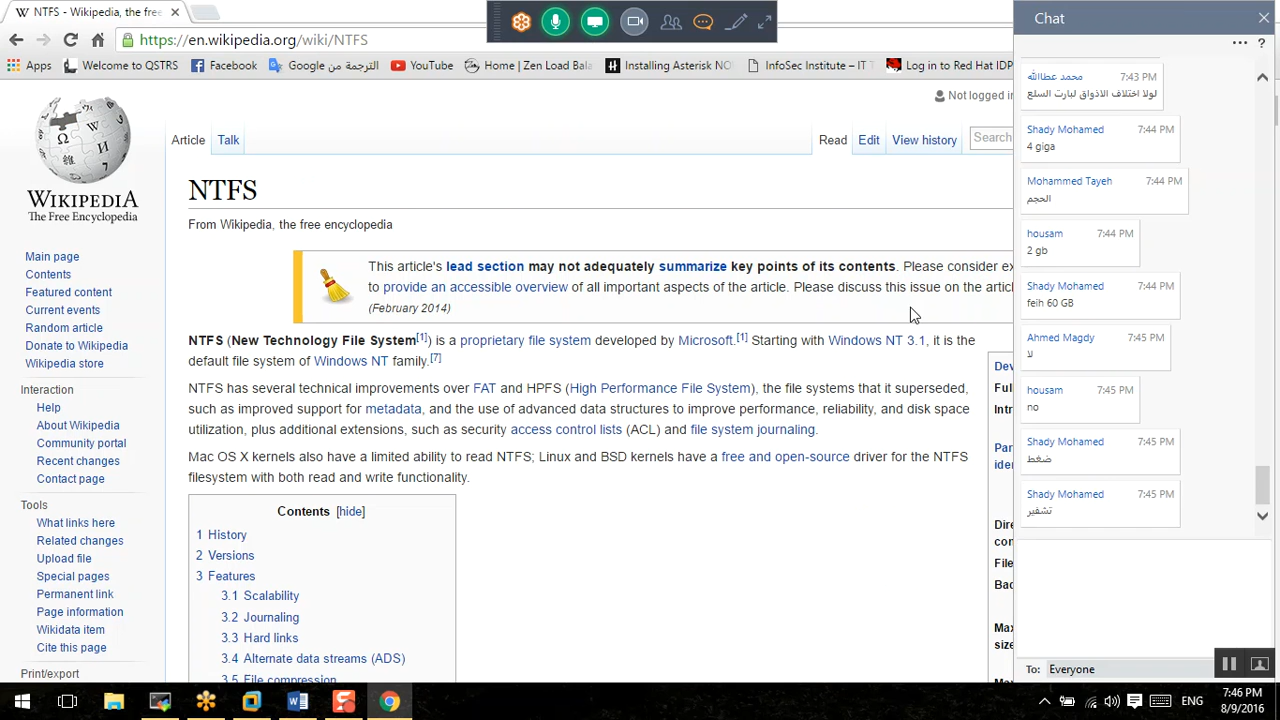 NTFS - Wikipedia, the free
https://en.wikipedia.org/wiki/NTFS
Apps
Welcome to QSTRS
Facebook
Google الترجمة من
YouTube
Home | Zen Load Bala
Installing Asterisk NO
InfoSec Institute – IT T
Log in to Red Hat IDP
WIKIPEDIA
The Free Encyclopedia
Main page
Contents
Featured content
Current events
Random article
Donate to Wikipedia
Wikipedia store
Interaction
Help
About Wikipedia
Community portal
Recent changes
Contact page
Tools
What links here
Related changes
Upload file
Special pages
Permanent link
Page information
Wikidata item
Cite this page
Print/export
Not logged in
Article
Talk
Read
Edit
View history
Search
NTFS
From Wikipedia, the free encyclopedia
This article's lead section may not adequately summarize key points of its contents. Please consider ex
to provide an accessible overview of all important aspects of the article. Please discuss this issue on the articl
(February 2014)
NTFS (New Technology File System[1]) is a proprietary file system developed by Microsoft.[1] Starting with Windows NT 3.1, it is the
default file system of Windows NT family.[7]
NTFS has several technical improvements over FAT and HPFS (High Performance File System), the file systems that it superseded,
such as improved support for metadata, and the use of advanced data structures to improve performance, reliability, and disk space
utilization, plus additional extensions, such as security access control lists (ACL) and file system journaling.
Mac OS X kernels also have a limited ability to read NTFS; Linux and BSD kernels have a free and open-source driver for the NTFS
filesystem with both read and write functionality.
Contents [hide]
1 History
2 Versions
3 Features
3.1 Scalability
3.2 Journaling
3.3 Hard links
3.4 Alternate data streams (ADS)
3.5 File compression
Dev
Full
Intr
Par
ider
Dire
con
File
Bad
Max
size
Chat
محمد عطاالله 7:43 PM
لولا اختلاف الاذواق لبارت السلع
Shady Mohamed 7:44 PM
4 giga
Mohammed Tayeh 7:44 PM
الحجم
housam 7:44 PM
2 gb
Shady Mohamed 7:44 PM
feih 60 GB
Ahmed Magdy 7:45 PM
لا
housam 7:45 PM
no
Shady Mohamed 7:45 PM
ضغط
Shady Mohamed 7:45 PM
تشفير
To: Everyone
ENG
7:46 PM
8/9/2016